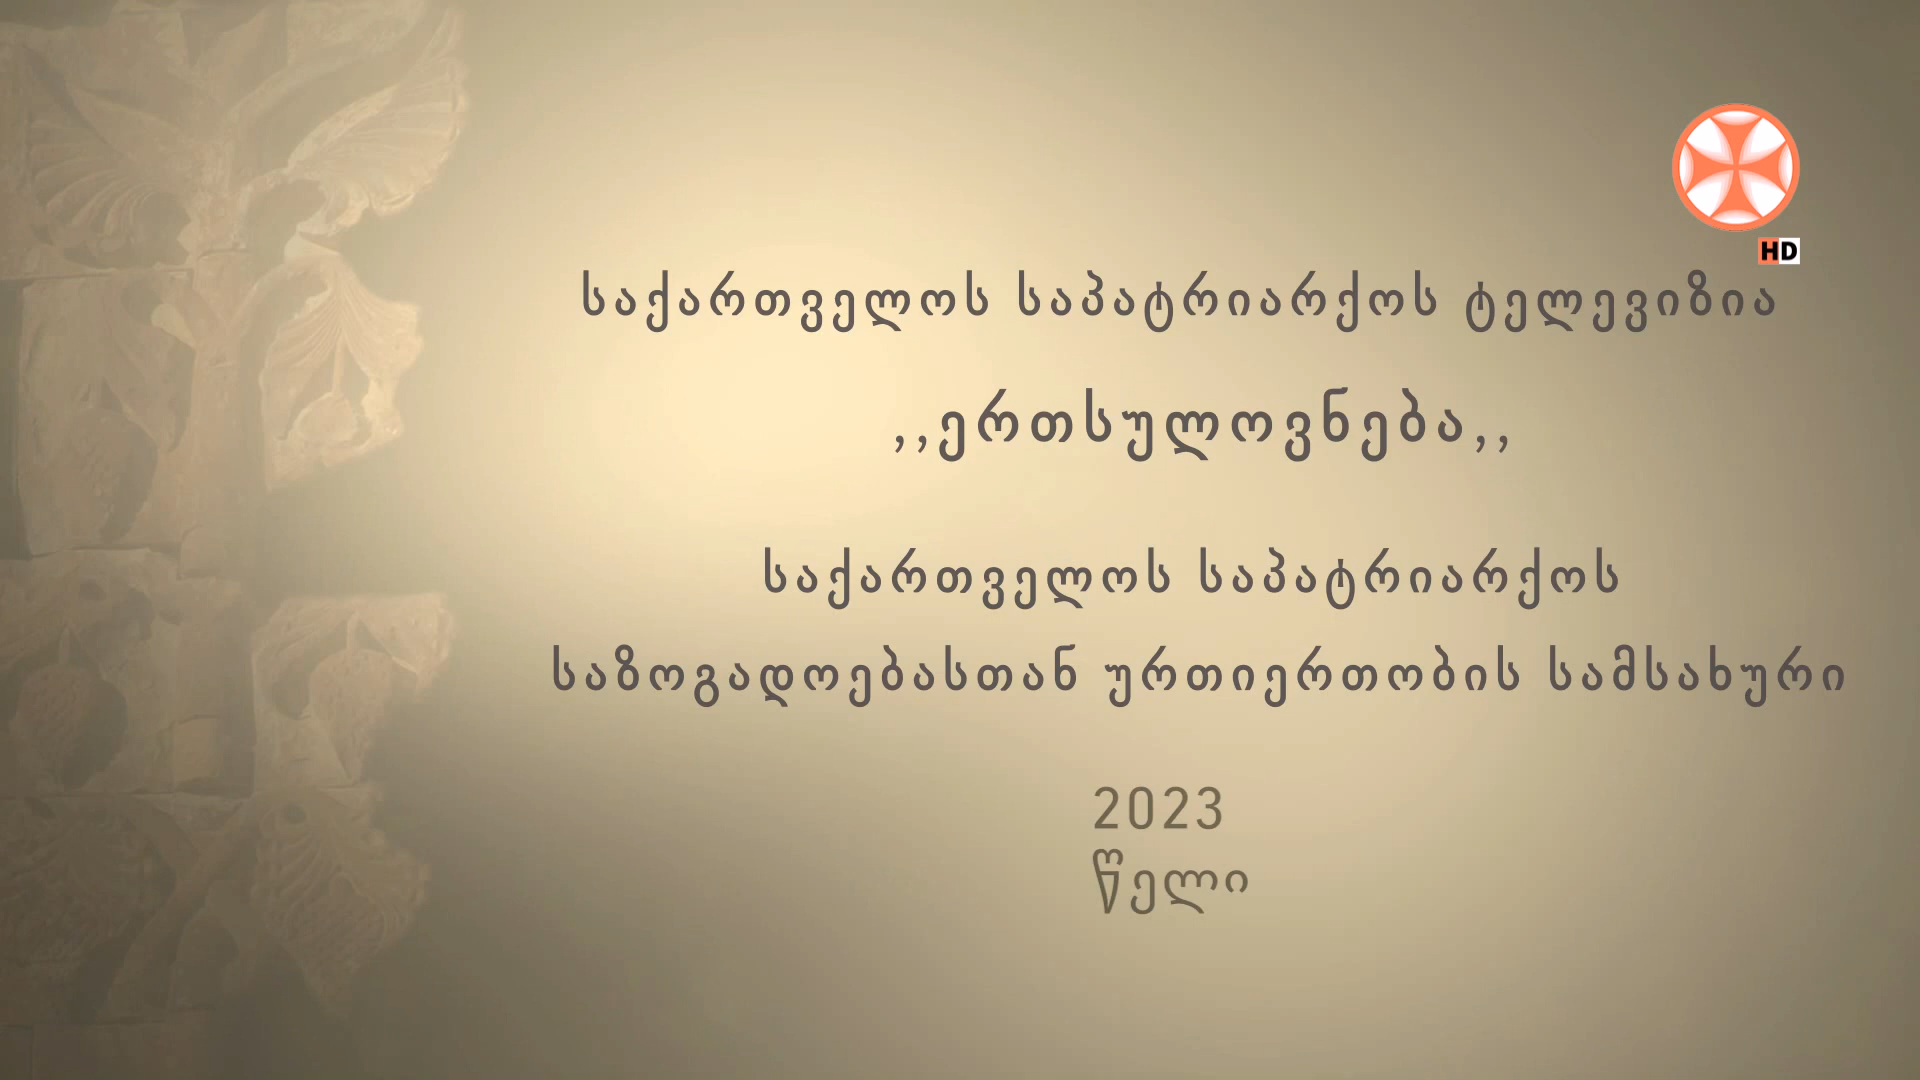 HD
საქართველოს საპატრიარქოს ტელევიზია
,,ერთსულოვნება,,
საქართველოს საპატრიარქოს
საზოგადოებასთან ურთიერთობის სამსახური
2023
წელი